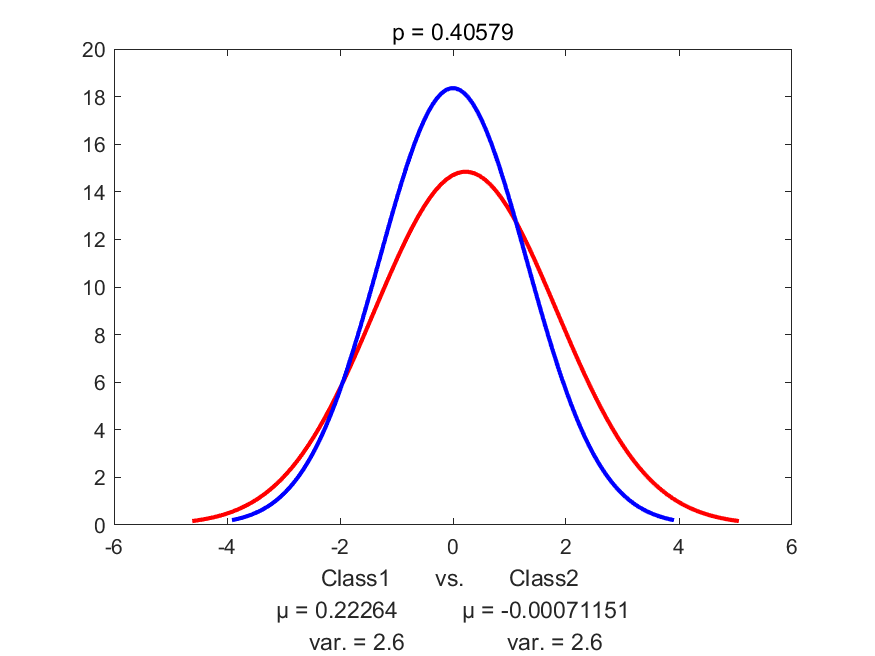 p = 0.40579
20
18
16
14
12
10
8
6
4
2
0
-6 -4 -2 0 2 4 6
Class1 vs. Class2
μ = 0.22264 μ = -0.00071151
var. = 2.6 var. = 2.6